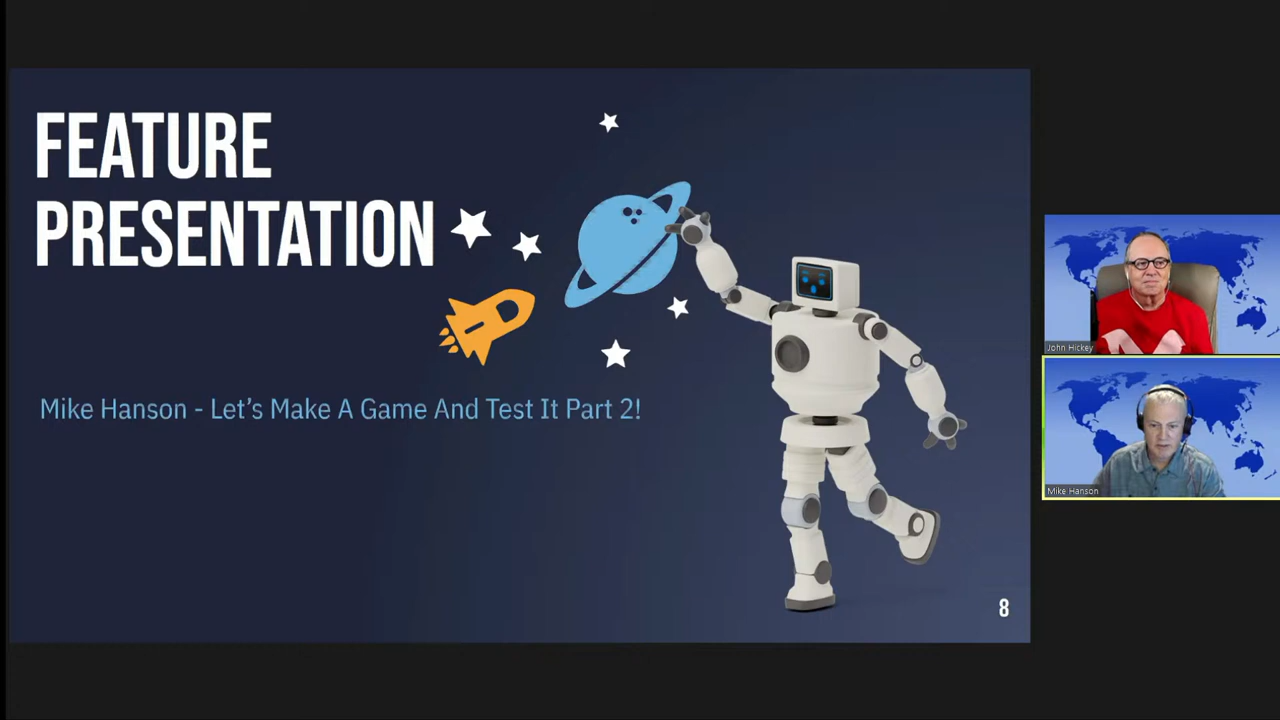 FEATURE
PRESENTATION
Mike Hanson - Let's Make A Game And Test It Part 2!
8
John Hickey
Mike Hanson